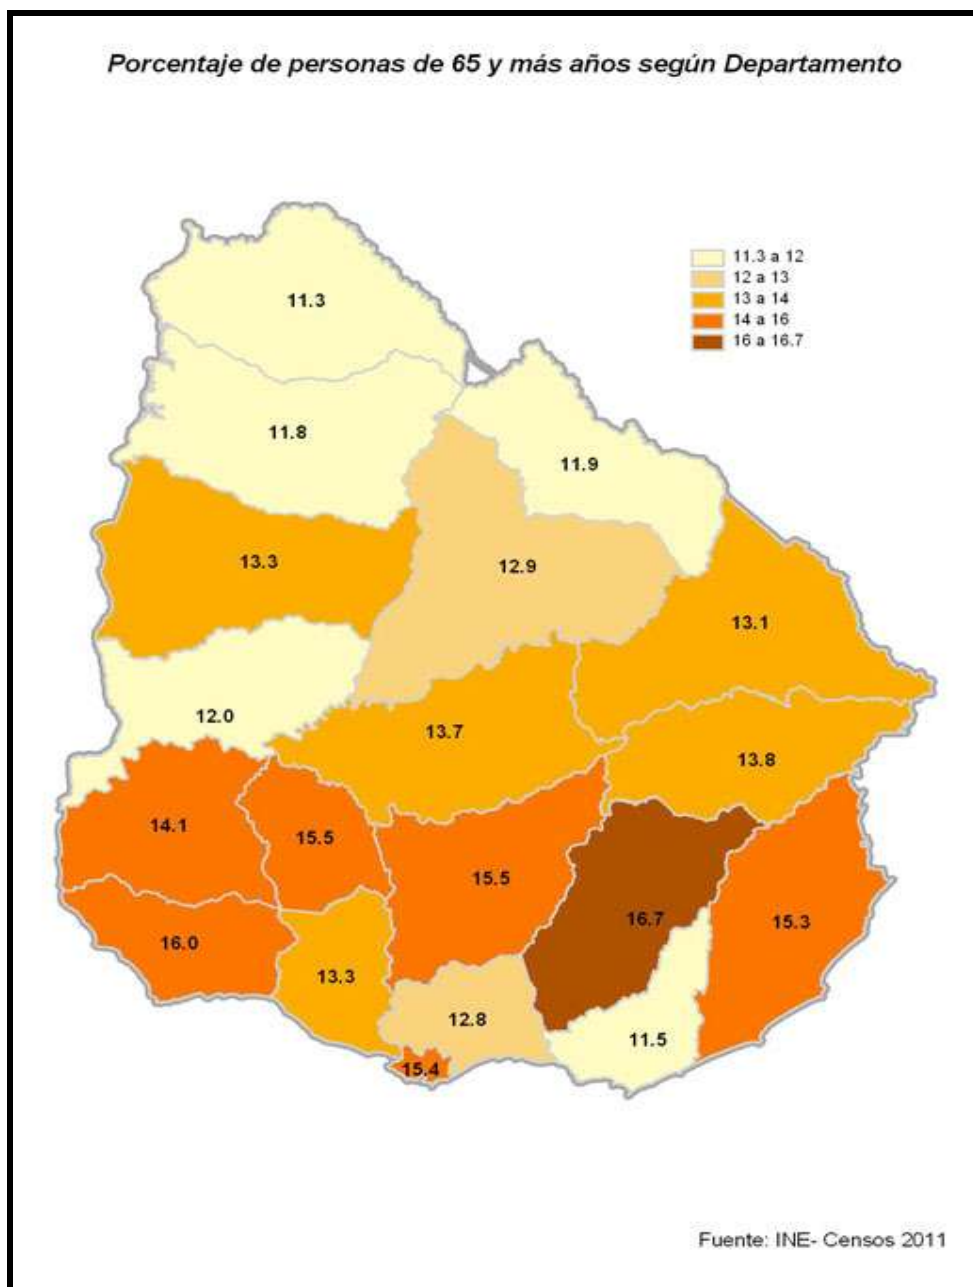 Porcentaje de personas de 65 y más años según Departamento
11.3 a 12
12 a 13
13 a 14
14 a 16
16 a 16.7
11.3
11.8
11.9
13.3
12.9
13.1
12.0
13.7
13.8
14.1
15.5
15.5
16.7
15.3
16.0
13.3
12.8
11.5
15.4
Fuente: INE- Censos 2011